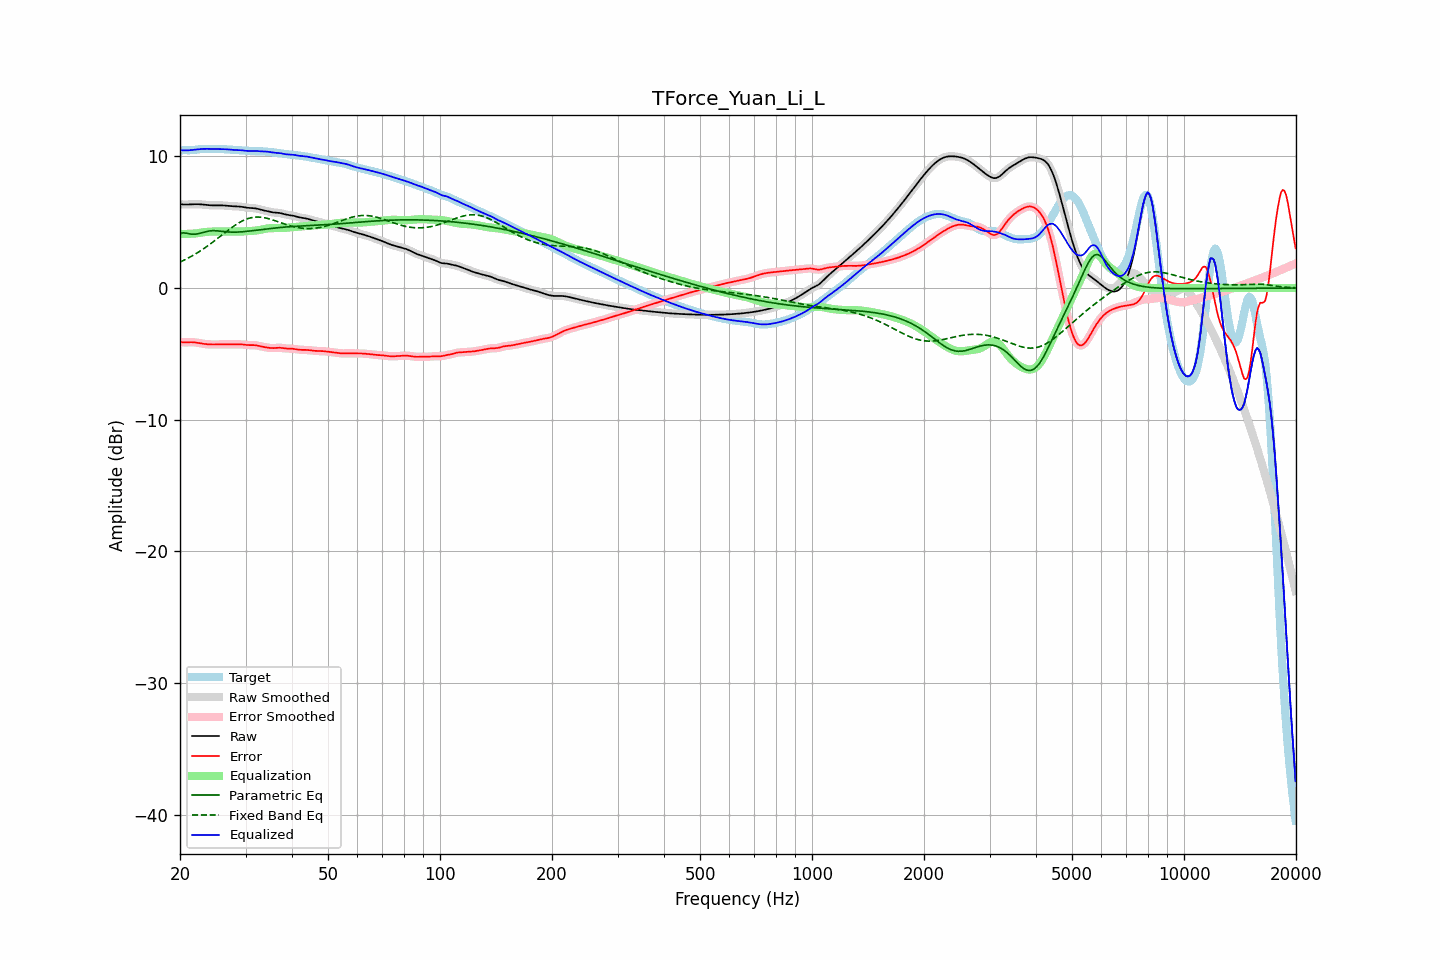 TForce_Yuan_Li_L
Amplitude (dBr)
10
0
−10
−20
−30
−40
Target
Raw Smoothed
Error Smoothed
Raw
Error
Equalization
Parametric Eq
Fixed Band Eq
Equalized
20 50 100 200 500 1000 2000 5000 10000 20000
Frequency (Hz)